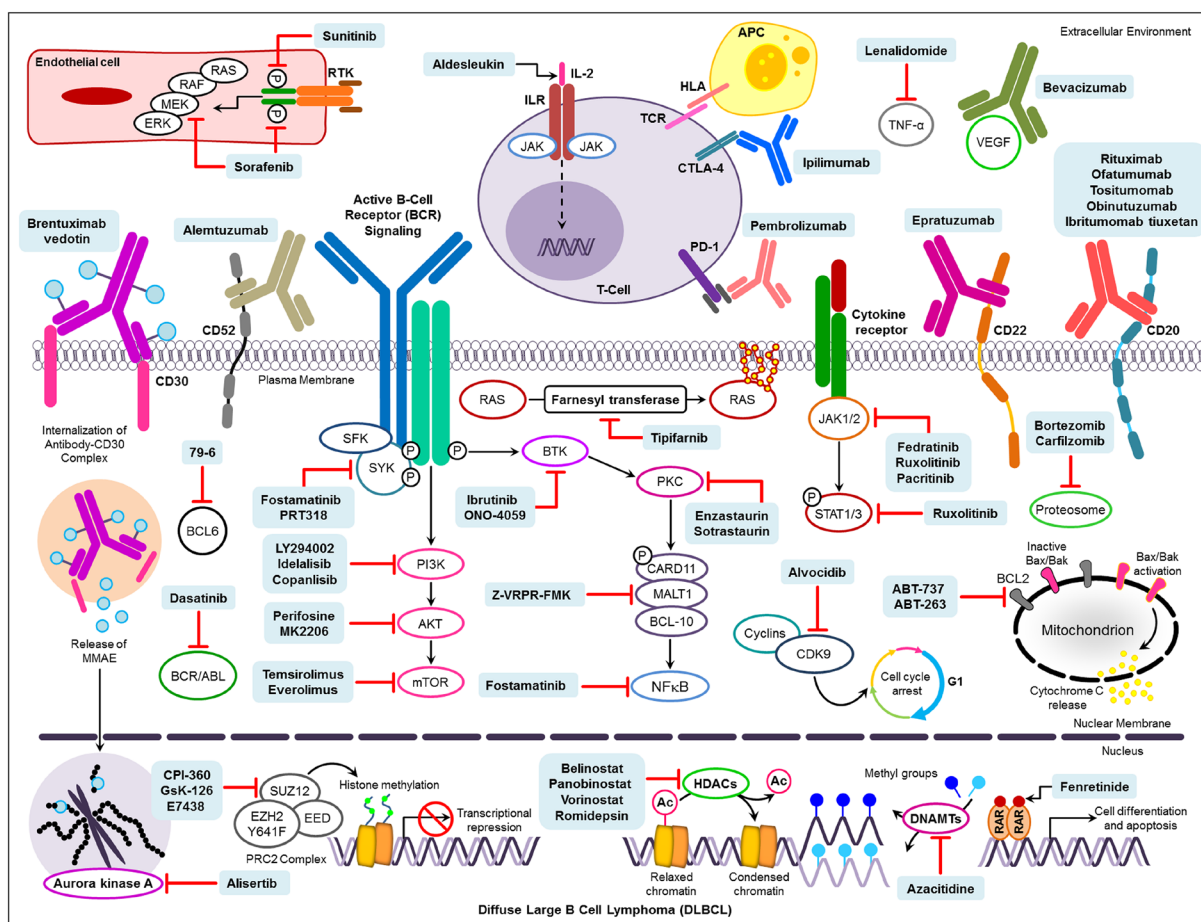 Extracellular Environment
Sunitinib
Endothelial cell
RAS
RAF
MEK
ERK
P
P
RTK
Sorafenib
Aldesleukin
IL-2
ILR
JAK
JAK
APC
HLA
TCR
CTLA-4
Ipilimumab
PD-1
Pembrolizumab
T-Cell
Lenalidomide
TNF-α
Bevacizumab
VEGF
Brentuximab
vedotin
Alemtuzumab
Active B-Cell
Receptor (BCR)
Signaling
Epratuzumab
Rituximab
Ofatumumab
Tositumomab
Obinutuzumab
Ibritumomab tiuxetan
CD52
CD30
Plasma Membrane
Cytokine
receptor
CD22
CD20
Internalization of
Antibody-CD30
Complex
79-6
BCL6
SFK
SYK
P
P
P
Fostamatinib
PRT318
BTK
Ibrutinib
ONO-4059
RAS
Farnesyl transferase
RAS
Tipifarnib
PKC
Enzastaurin
Sotrastaurin
JAK1/2
Fedratinib
Ruxolitinib
Pacritinib
P
STAT1/3
Ruxolitinib
Bortezomib
Carfilzomib
Proteosome
LY294002
Idelalisib
Copanlisib
PI3K
Perifosine
MK2206
AKT
Temsirolimus
Everolimus
mTOR
P
CARD11
MALT1
BCL-10
Z-VRPR-FMK
Fostamatinib
NFκB
Dasatinib
BCR/ABL
Release of
MMAE
Alvocidib
Cyclins
CDK9
Cell cycle
arrest
G1
ABT-737
ABT-263
BCL2
Inactive
Bax/Bak
Bax/Bak
activation
Mitochondrion
Cytochrome C
release
Nuclear Membrane
Nucleus
CPI-360
GsK-126
E7438
SUZ12
EZH2
Y641F
EED
PRC2 Complex
Histone methylation
Transcriptional
repression
Aurora kinase A
Alisertib
Belinostat
Panobinostat
Vorinostat
Romidepsin
HDACs
Ac
Ac
Relaxed
chromatin
Condensed
chromatin
Methyl groups
DNAMTs
Azacitidine
RAR
RAR
Fenretinide
Cell differentiation
and apoptosis
Diffuse Large B Cell Lymphoma (DLBCL)